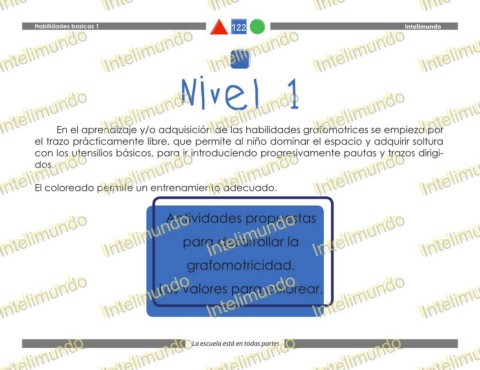 Habilidades basicas 1
122
Intelimundo
Nivel 1
En el aprendizaje y/o adquisición de las habilidades grafomotrices se empieza por
el trazo prácticamente libre, que permite al niño dominar el espacio y adquirir soltura
con los utensilios básicos, para ir introduciendo progresivamente pautas y trazos dirigi-
dos.
El coloreado permite un entrenamiento adecuado.
Actividades propuestas
para desarrollar la
grafomotricidad.
valores para colorear.
La escuela está en todas partes